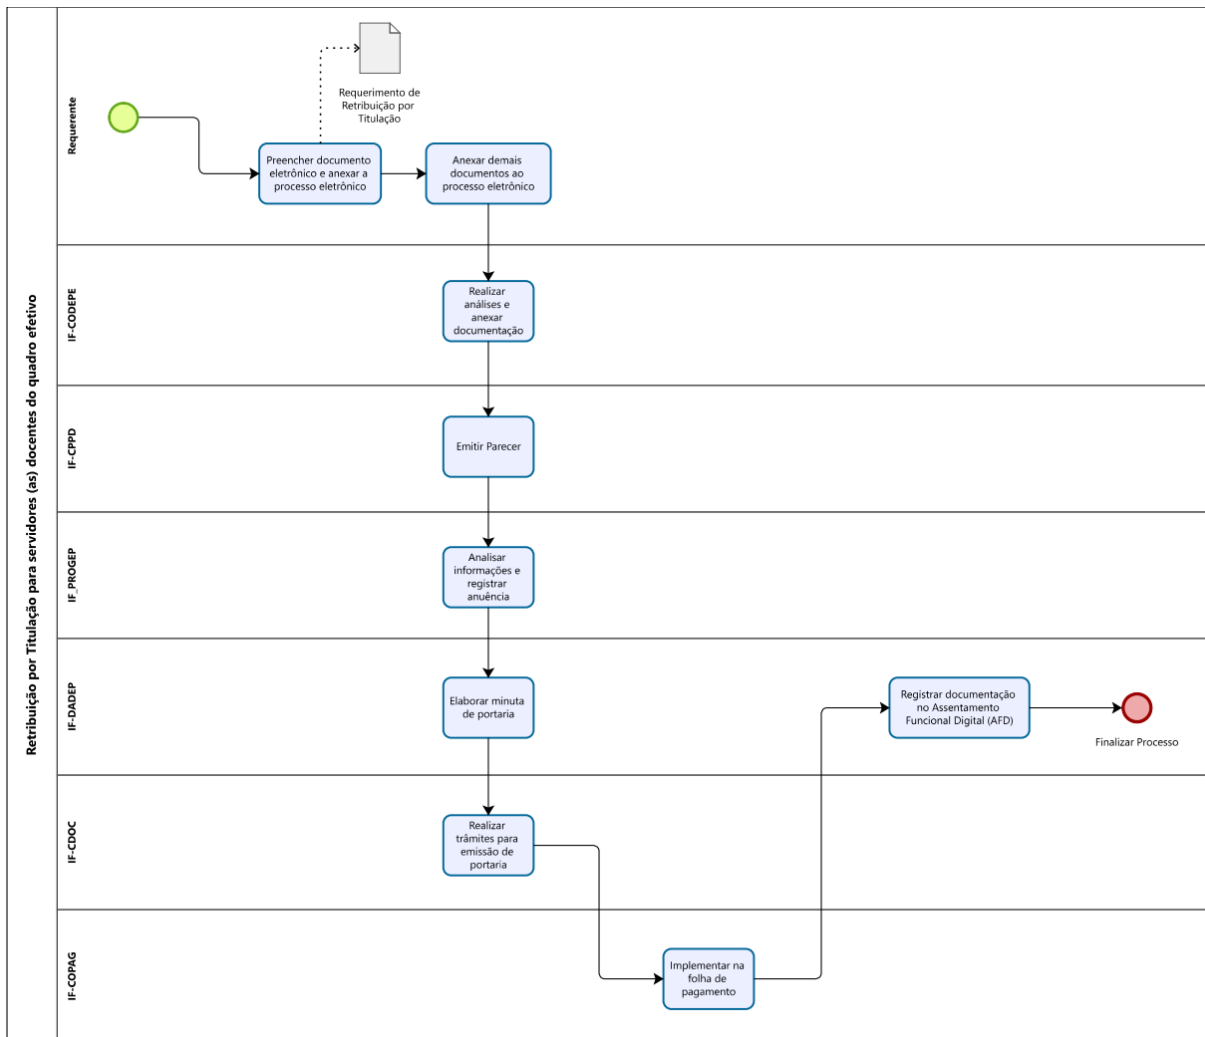 Retribuição por Titulação para servidores (as) docentes do quadro efetivo
Requerente
Requerimento de
Retribuição por
Titulação
Preencher documento
eletrônico e anexar a
processo eletrônico
Anexar demais
documentos ao
processo eletrônico
IF-CODEPE
Realizar
análises e
anexar
documentação
IF-CPPD
Emitir Parecer
IF_PROGEP
Analisar
informações e
registrar
anuência
IF-DADEP
Elaborar minuta
de portaria
Registrar documentação
no Assentamento
Funcional Digital (AFD)
Finalizar Processo
IF-CDOC
Realizar
trâmites para
emissão de
portaria
IF-COPAG
Implementar na
folha de
pagamento